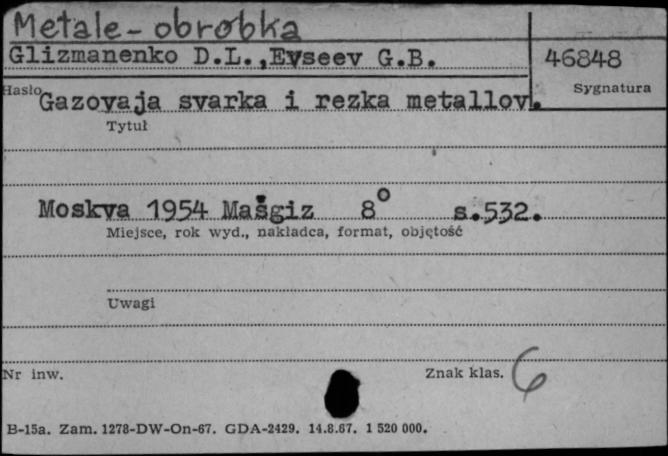 Metale - obróbka
Glizmanenko D.L., Evseev G.B.
46848
Hasło
Sygnatura
Gazovaja svarka i rezka metallov.
Tytuł
Moskva 1954 Mašgiz 8° s.532.
Miejsce, rok wyd., nakładca, format, objętość
Uwagi
Nr inw.
Znak klas. 6
B-15a. Zam. 1278-DW-On-67. GDA-2429. 14.8.67. 1 520 000.